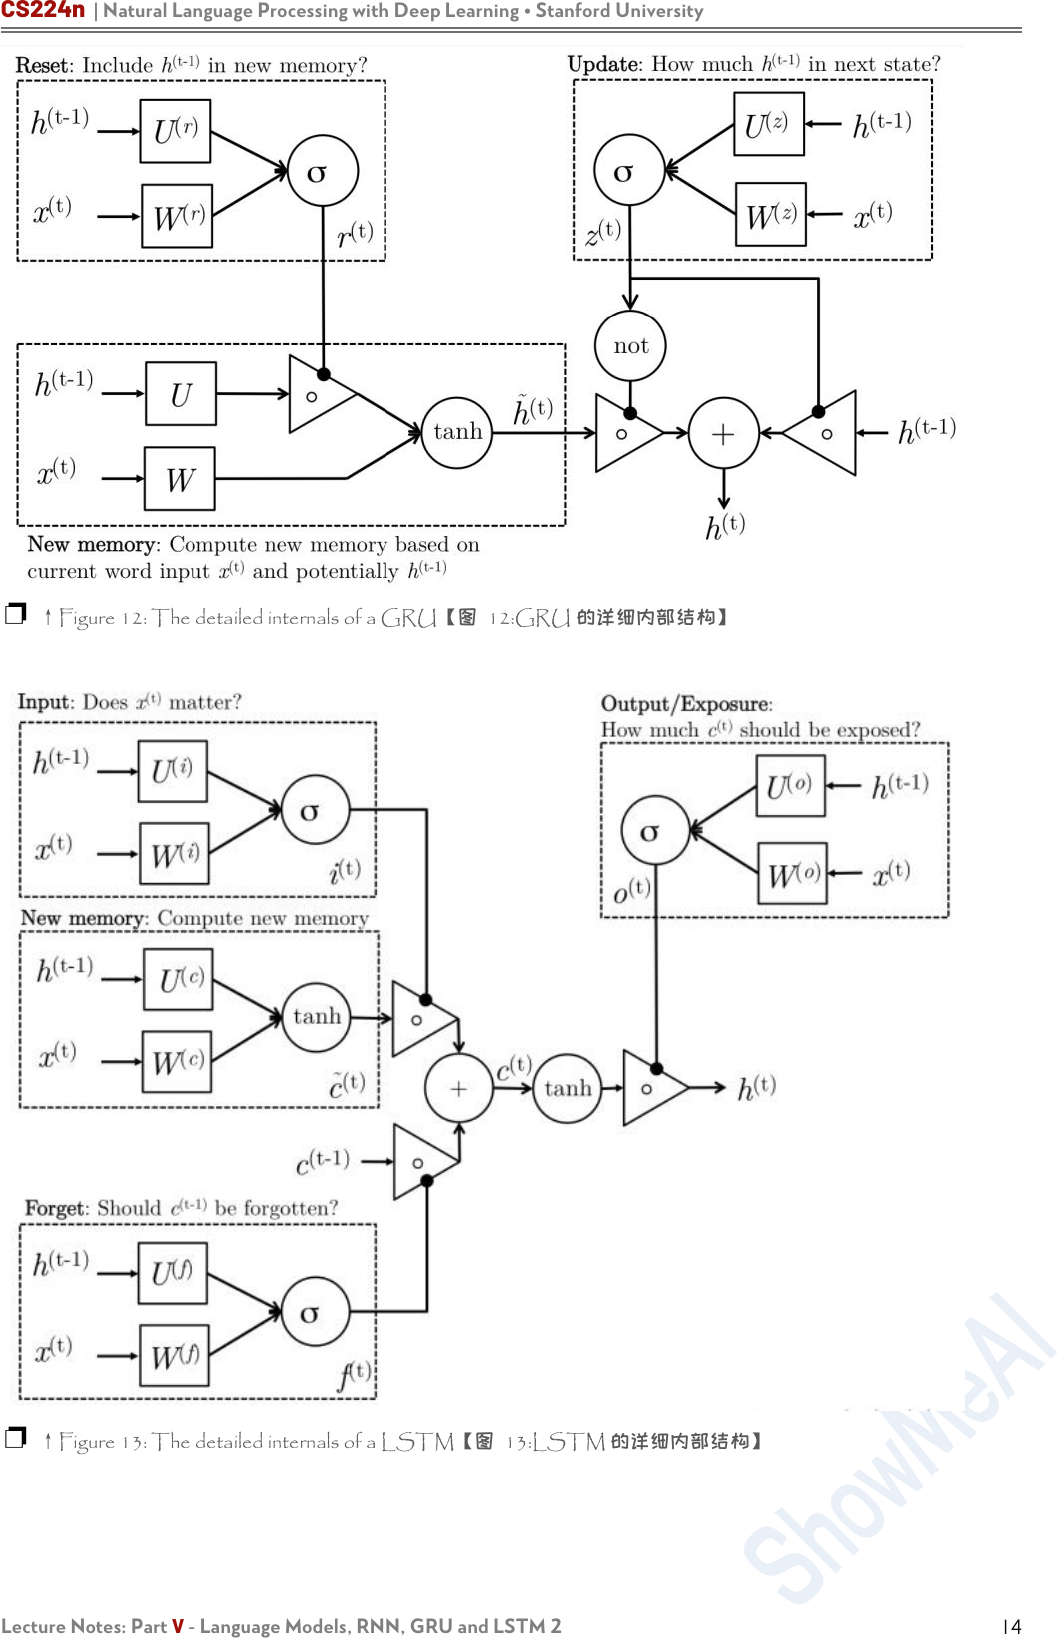 CS224n | Natural Language Processing with Deep Learning • Stanford University
Reset: Include h(t-1) in new memory?
Update: How much h(t-1) in next state?
h(t-1) U(r)
σ
x(t) W(r)
r(t)
U(z) h(t-1)
σ
W(z) x(t)
z(t)
not
h(t-1) U
x(t) W
tanh
h̃(t)
+
h(t-1)
h(t)
New memory: Compute new memory based on
current word input x(t) and potentially h(t-1)
❐ ↑Figure 12: The detailed internals of a GRU【图 12:GRU 的详细内部结构】
Input: Does x(t) matter?
Output/Exposure:
How much c(t) should be exposed?
h(t-1) U(i)
σ
x(t) W(i)
i(t)
U(o) h(t-1)
σ
W(o) x(t)
o(t)
New memory: Compute new memory
h(t-1) U(c)
tanh
x(t) W(c)
c̃(t)
+
c(t)
tanh
h(t)
c(t-1)
Forget: Should c(t-1) be forgotten?
h(t-1) U(f)
σ
x(t) W(f)
f(t)
❐ ↑Figure 13: The detailed internals of a LSTM【图 13:LSTM 的详细内部结构】
ShowMeAI
Lecture Notes: Part V - Language Models, RNN, GRU and LSTM 2 14